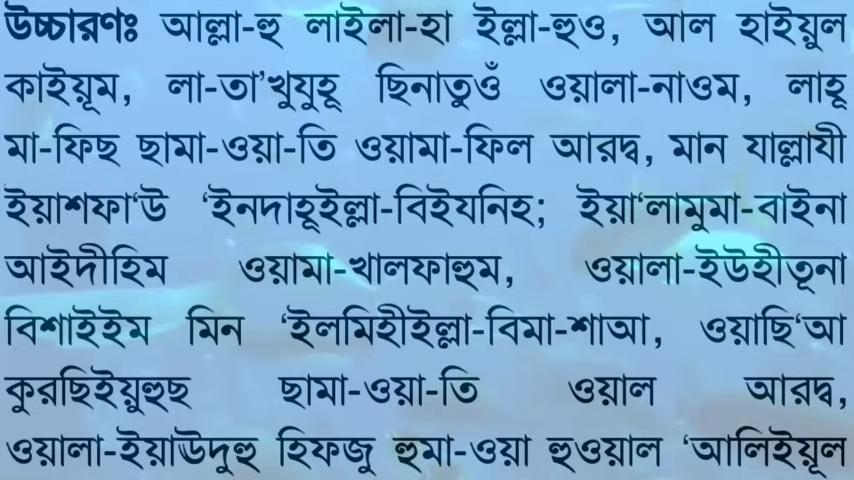 উচ্চারণঃ আল্লা-হু লাইলা-হা ইল্লা-হুও, আল হাইয়ুল
কাইয়ূম, লা-তা’খুযুহূ ছিনাতুওঁ ওয়ালা-নাওম, লাহূ
মা-ফিছ ছামা-ওয়া-তি ওয়ামা-ফিল আরদ্ব, মান যাল্লাযী
ইয়াশফা‘উ ‘ইনদাহূইল্লা-বিইযনিহ; ইয়া‘লামুমা-বাইনা
আইদীহিম ওয়ামা-খালফাহুম, ওয়ালা-ইউহীতূনা
বিশাইইম মিন ‘ইলমিহীইল্লা-বিমা-শাআ, ওয়াছি‘আ
কুরছিইয়ুহুছ ছামা-ওয়া-তি ওয়াল আরদ্ব,
ওয়ালা-ইয়াঊদুহু হিফজু হুমা-ওয়া হুওয়াল ‘আলিইয়ূল